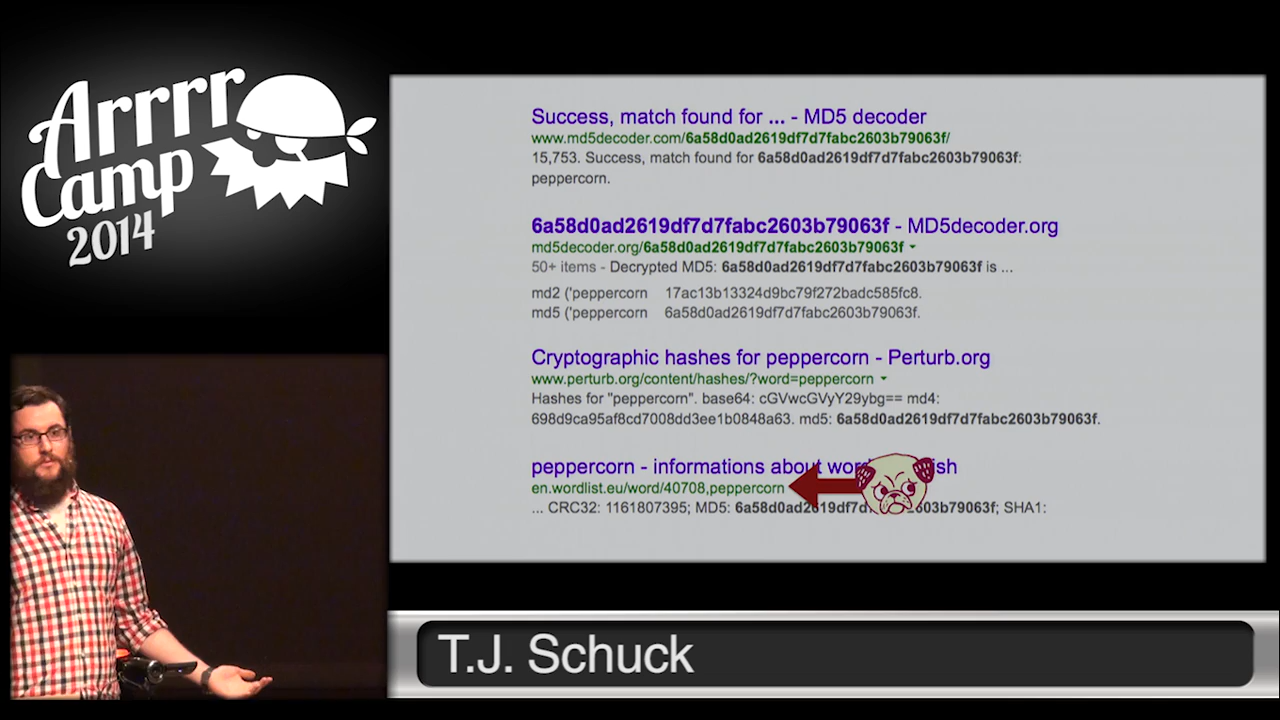 Arrrr
Camp
2014
Success, match found for ... - MD5 decoder
www.md5decoder.com/6a58d0ad2619df7d7fabc2603b79063f/
15,753. Success, match found for 6a58d0ad2619df7d7fabc2603b79063f:
peppercorn.
6a58d0ad2619df7d7fabc2603b79063f - MD5decoder.org
md5decoder.org/6a58d0ad2619df7d7fabc2603b79063f
50+ items - Decrypted MD5: 6a58d0ad2619df7d7fabc2603b79063f is ...
md2 ('peppercorn 17ac13b13324d9bc79f272badc585fc8.
md5 ('peppercorn 6a58d0ad2619df7d7fabc2603b79063f.
Cryptographic hashes for peppercorn - Perturb.org
www.perturb.org/content/hashes/?word=peppercorn
Hashes for "peppercorn". base64: cGVwcGVyY29ybg== md4:
698d9ca95af8cd7008dd3ee1b0848a63. md5: 6a58d0ad2619df7d7fabc2603b79063f.
peppercorn - informations about
en.wordlist.eu/word/40708,peppercorn
... CRC32: 1161807395; MD5: SHA1:
T.J. Schuck